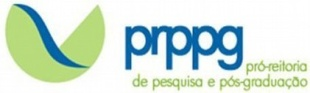 prppg
pró-reitoria
de pesquisa e pós-graduação